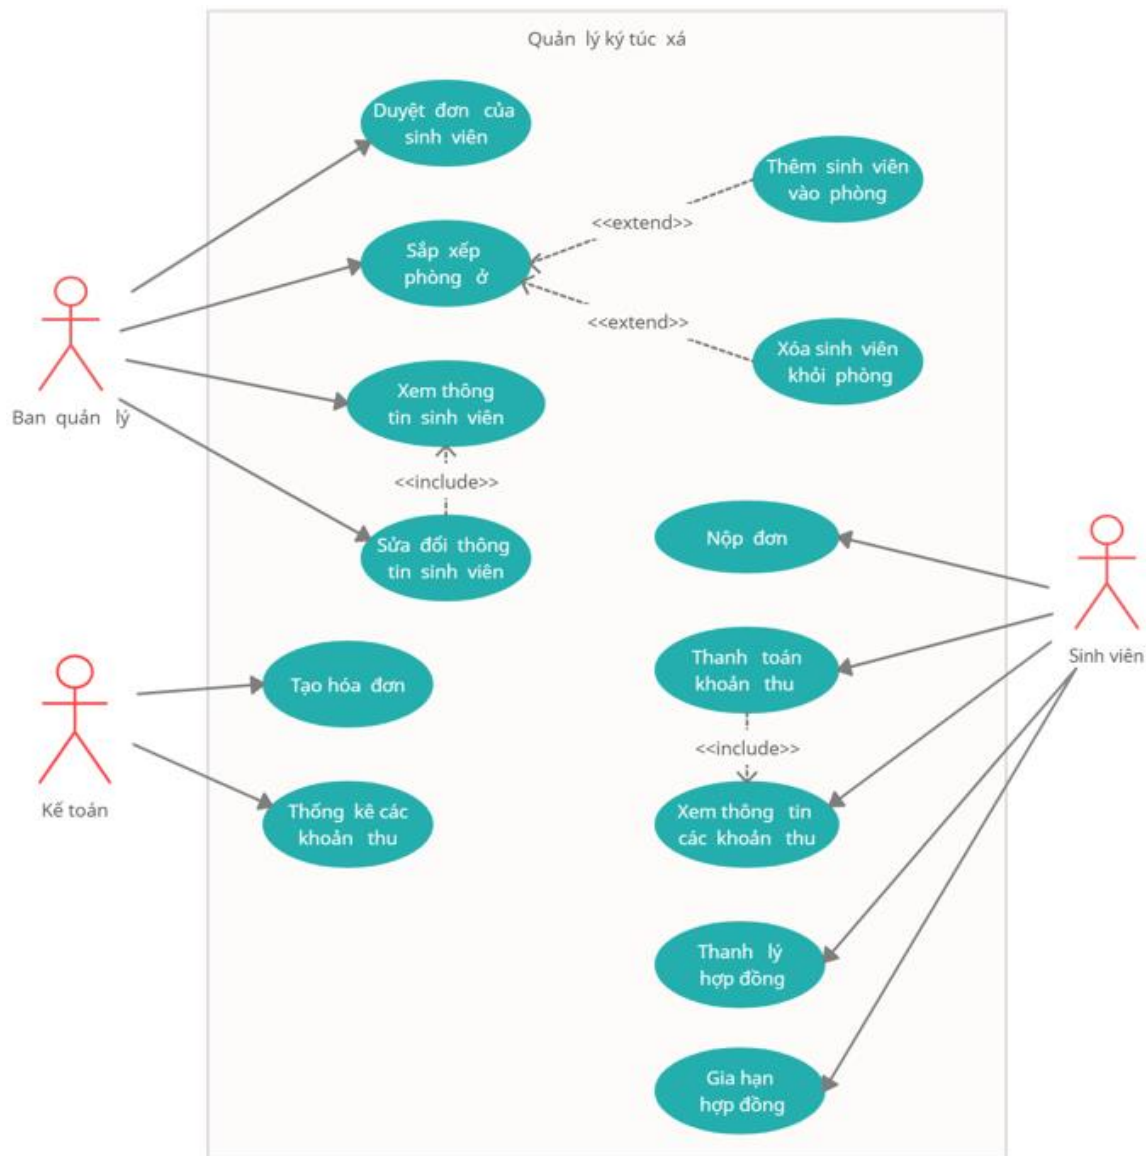 Quản lý ký túc xá
Duyệt đơn của
sinh viên
Thêm sinh viên
vào phòng
<<extend>>
Sắp xếp
phòng ở
<<extend>>
Xóa sinh viên
khỏi phòng
Ban quản lý
Xem thông
tin sinh viên
<<include>>
Sửa đổi thông
tin sinh viên
Nộp đơn
Sinh viên
Thanh toán
khoản thu
Tạo hóa đơn
<<include>>
Kế toán
Thống kê các
khoản thu
Xem thông tin
các khoản thu
Thanh lý
hợp đồng
Gia hạn
hợp đồng